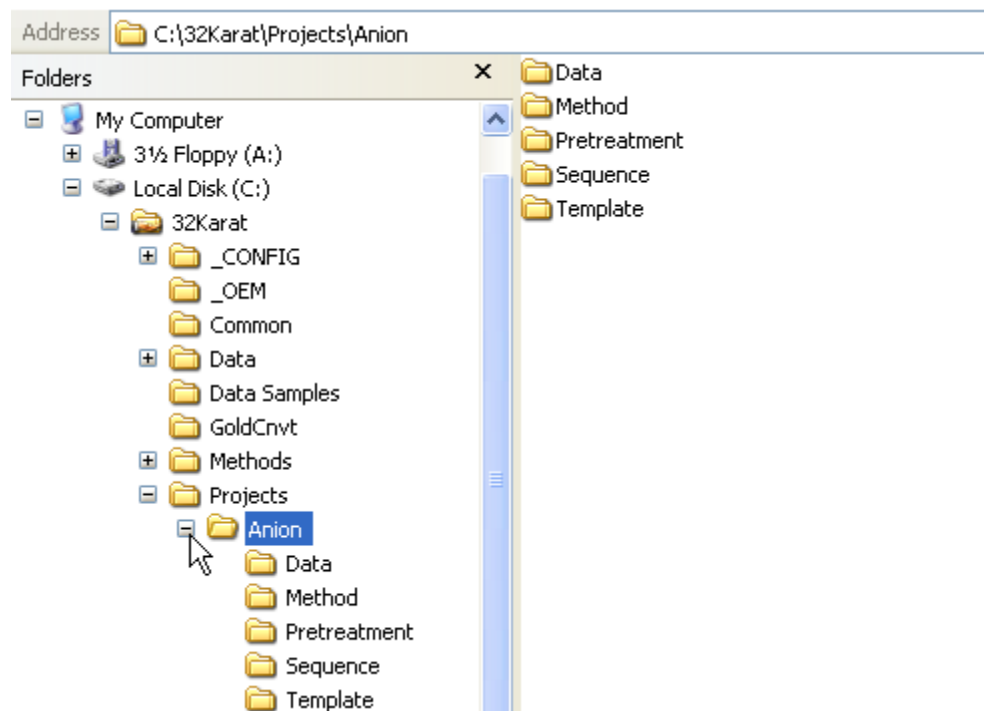 Address C:\32Karat\Projects\Anion
Folders
My Computer
3½ Floppy (A:)
Local Disk (C:)
32Karat
_CONFIG
_OEM
Common
Data
Data Samples
GoldCnvt
Methods
Projects
Anion
Data
Method
Pretreatment
Sequence
Template
Data
Method
Pretreatment
Sequence
Template